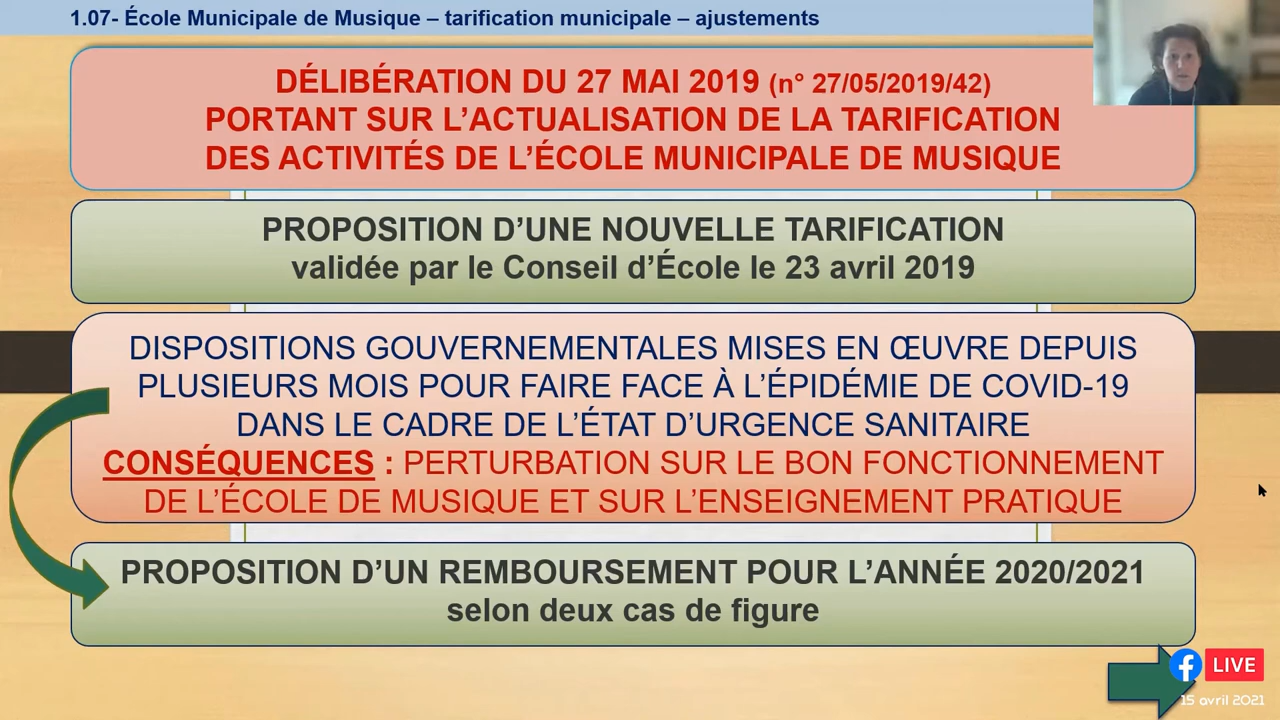 1.07- École Municipale de Musique – tarification municipale – ajustements
DÉLIBÉRATION DU 27 MAI 2019 (n° 27/05/2019/42)
PORTANT SUR L’ACTUALISATION DE LA TARIFICATION
DES ACTIVITÉS DE L’ÉCOLE MUNICIPALE DE MUSIQUE
PROPOSITION D’UNE NOUVELLE TARIFICATION
validée par le Conseil d’École le 23 avril 2019
DISPOSITIONS GOUVERNEMENTALES MISES EN ŒUVRE DEPUIS
PLUSIEURS MOIS POUR FAIRE FACE À L’ÉPIDÉMIE DE COVID-19
DANS LE CADRE DE L’ÉTAT D’URGENCE SANITAIRE
CONSÉQUENCES : PERTURBATION SUR LE BON FONCTIONNEMENT
DE L’ÉCOLE DE MUSIQUE ET SUR L’ENSEIGNEMENT PRATIQUE
PROPOSITION D’UN REMBOURSEMENT POUR L’ANNÉE 2020/2021
selon deux cas de figure
LIVE
15 avril 2021